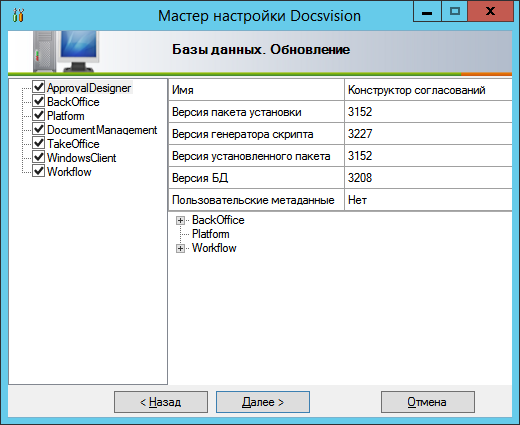 Мастер настройки Docsvision
Базы данных. Обновление
ApprovalDesigner
BackOffice
Platform
DocumentManagement
TakeOffice
WindowsClient
Workflow
Имя Конструктор согласований
Версия пакета установки 3152
Версия генератора скрипта 3227
Версия установленного пакета 3152
Версия БД 3208
Пользовательские метаданные Нет
BackOffice
Platform
Workflow
< Назад Далее > Отмена